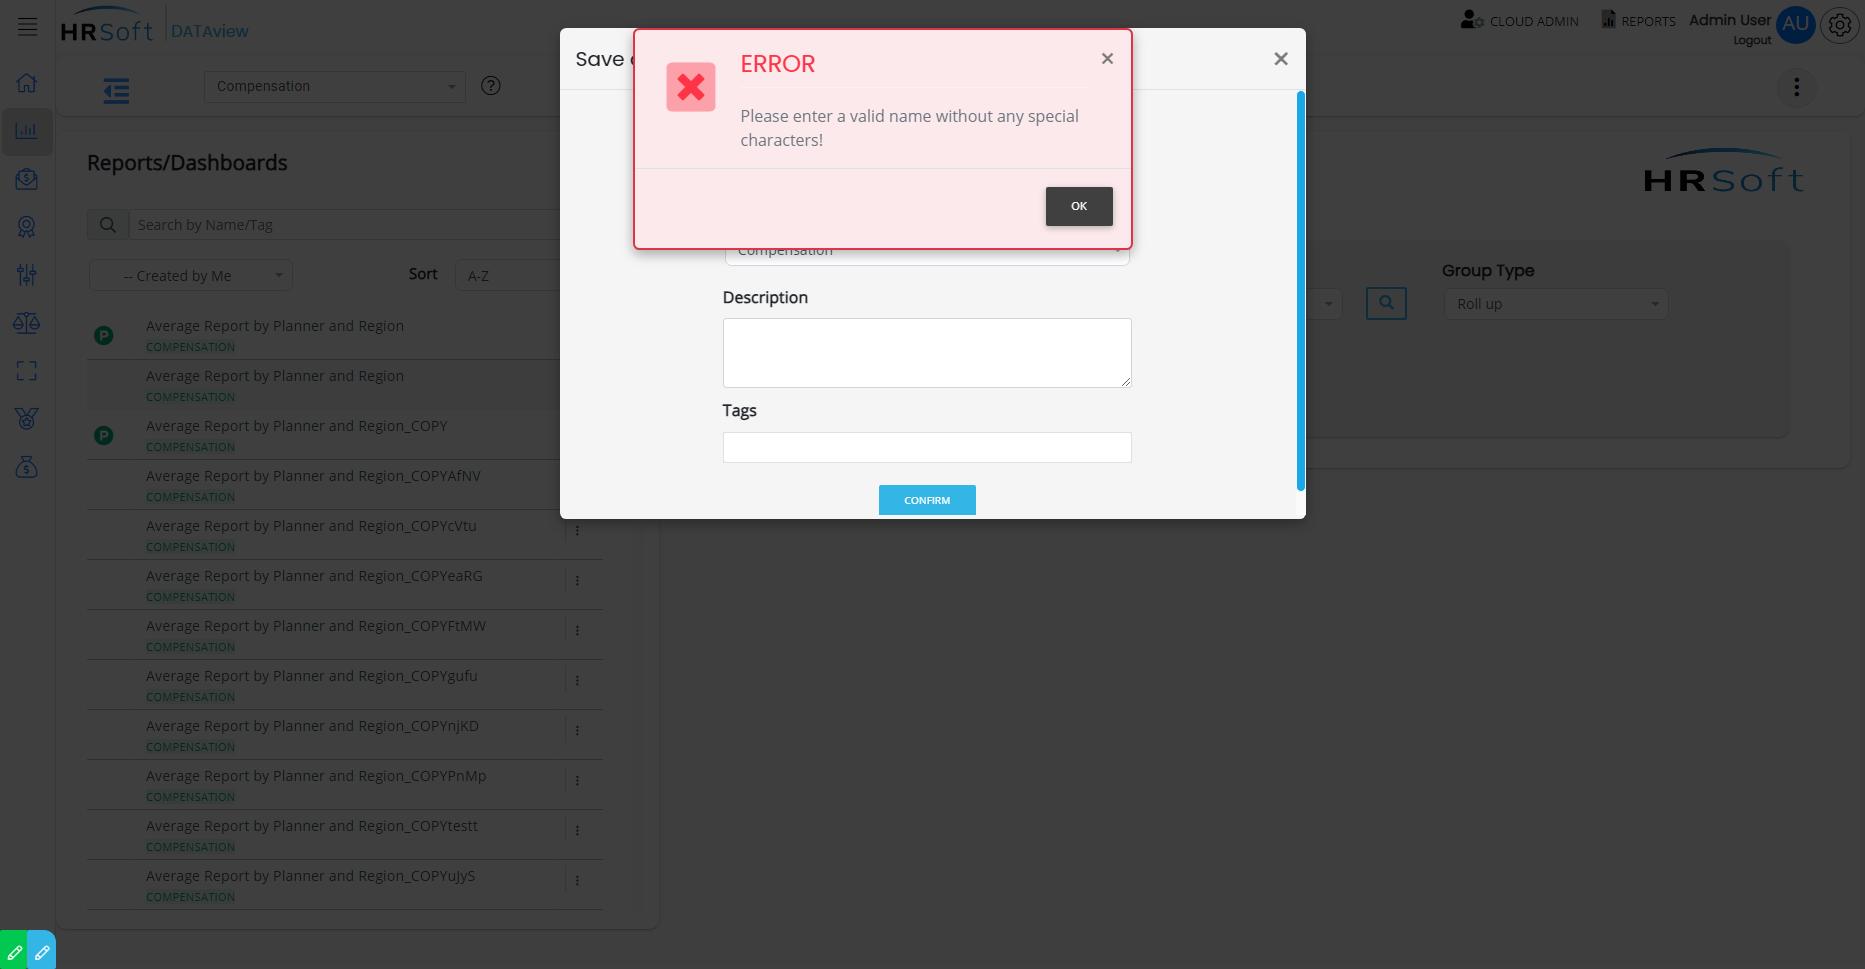 HRSoft
DATAview
CLOUD ADMIN
REPORTS
Admin User
AU
Logout
Compensation
?
Save
ERROR
Please enter a valid name without any special
characters!
OK
Compensation
Description
Tags
CONFIRM
Reports/Dashboards
Search by Name/Tag
-- Created by Me
Sort
A-Z
P
Average Report by Planner and Region
COMPENSATION
Average Report by Planner and Region
COMPENSATION
P
Average Report by Planner and Region_COPY
COMPENSATION
Average Report by Planner and Region_COPYAfNV
COMPENSATION
Average Report by Planner and Region_COPYcVtu
COMPENSATION
Average Report by Planner and Region_COPYeaRG
COMPENSATION
Average Report by Planner and Region_COPYFtMW
COMPENSATION
Average Report by Planner and Region_COPYgufu
COMPENSATION
Average Report by Planner and Region_COPYnjKD
COMPENSATION
Average Report by Planner and Region_COPYPnMp
COMPENSATION
Average Report by Planner and Region_COPYtestt
COMPENSATION
Average Report by Planner and Region_COPYuJyS
COMPENSATION
HRSoft
Group Type
Roll up